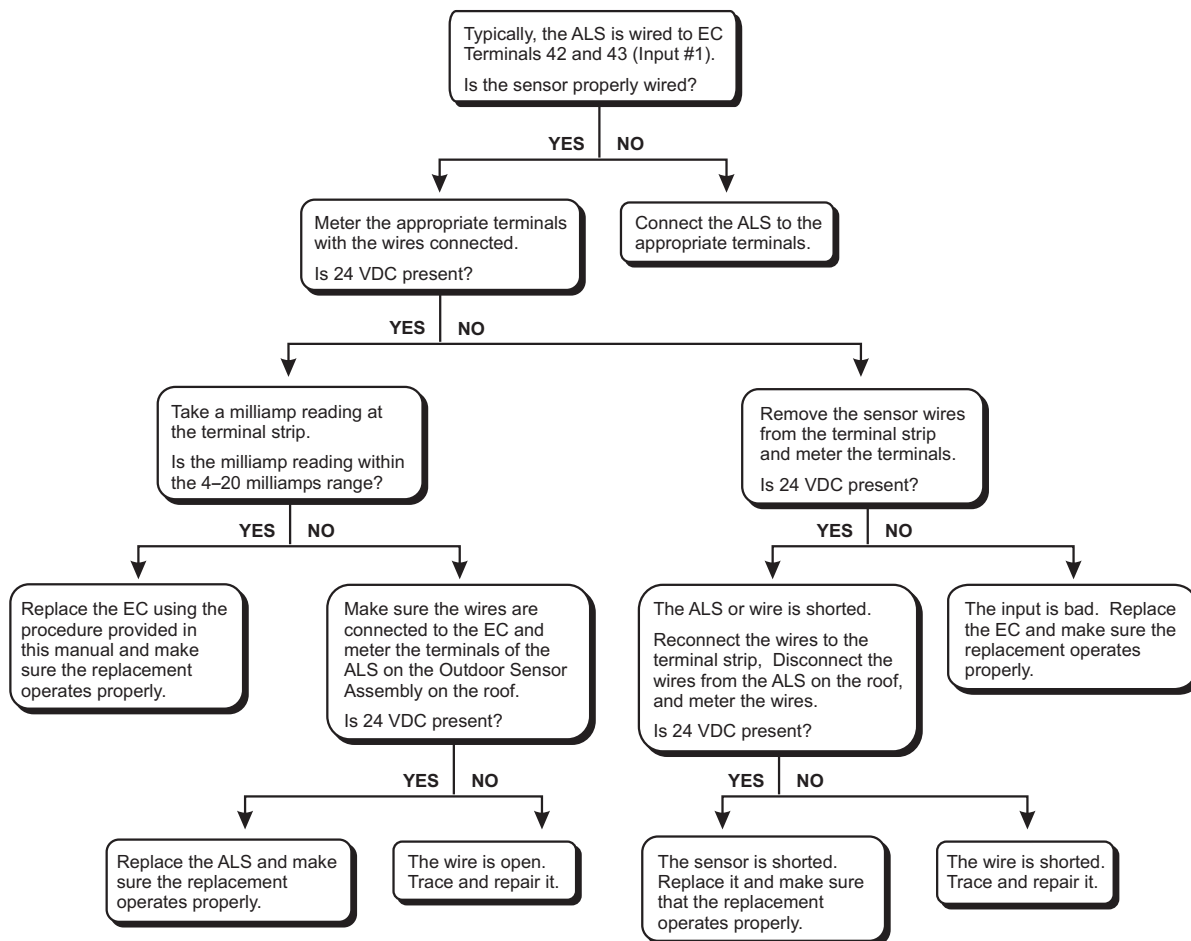 Typically, the ALS is wired to EC
Terminals 42 and 43 (Input #1).
Is the sensor properly wired?
YES
NO
Meter the appropriate terminals
with the wires connected.
Is 24 VDC present?
Connect the ALS to the
appropriate terminals.
YES
NO
Take a milliamp reading at
the terminal strip.
Is the milliamp reading within
the 4–20 milliamps range?
Remove the sensor wires
from the terminal strip
and meter the terminals.
Is 24 VDC present?
YES
NO
YES
NO
Replace the EC using the
procedure provided in
this manual and make
sure the replacement
operates properly.
Make sure the wires are
connected to the EC and
meter the terminals of the
ALS on the Outdoor Sensor
Assembly on the roof.
Is 24 VDC present?
The ALS or wire is shorted.
Reconnect the wires to the
terminal strip, Disconnect the
wires from the ALS on the roof,
and meter the wires.
Is 24 VDC present?
The input is bad. Replace
the EC and make sure the
replacement operates
properly.
YES
NO
YES
NO
Replace the ALS and make
sure the replacement
operates properly.
The wire is open.
Trace and repair it.
The sensor is shorted.
Replace it and make sure
that the replacement
operates properly.
The wire is shorted.
Trace and repair it.